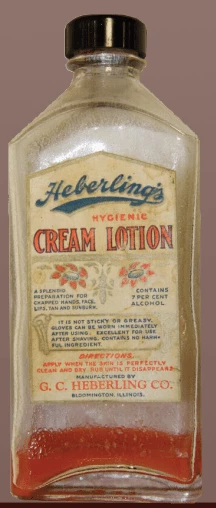 Heberling's
HYGIENIC
CREAM LOTION
A SPLENDID
PREPARATION FOR
CHAPPED HANDS, FACE,
LIPS, TAN AND SUNBURN.
CONTAINS
7 PER CENT
ALCOHOL
IT IS NOT STICKY OR GREASY.
GLOVES CAN BE WORN IMMEDIATELY
AFTER USING. EXCELLENT FOR USE
AFTER SHAVING. CONTAINS NO HARM-
FUL INGREDIENT.
DIRECTIONS.
APPLY WHEN THE SKIN IS PERFECTLY
CLEAN AND DRY, RUB UNTIL IT DISAPPEARS.
MANUFACTURED BY
G. C. HEBERLING CO.
BLOOMINGTON, ILLINOIS.